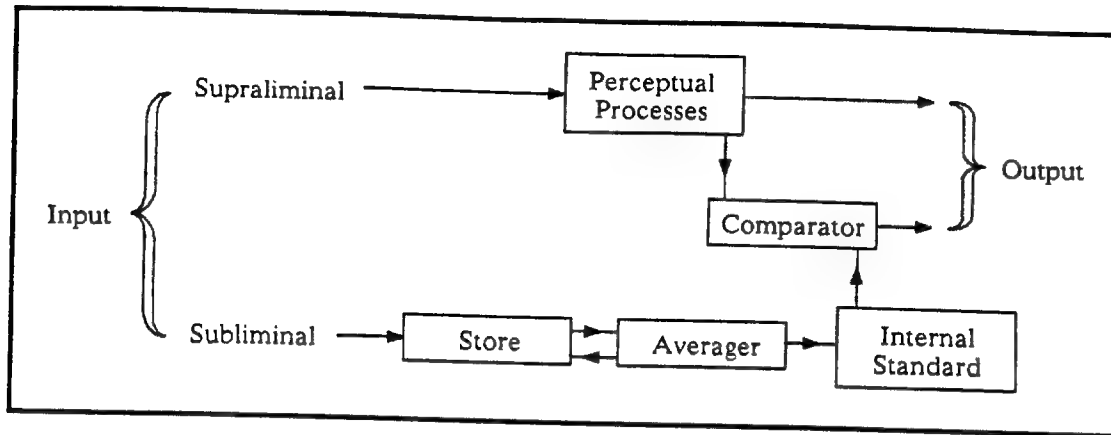 Supraliminal
Perceptual
Processes
Input
Output
Comparator
Subliminal
Store
Averager
Internal
Standard